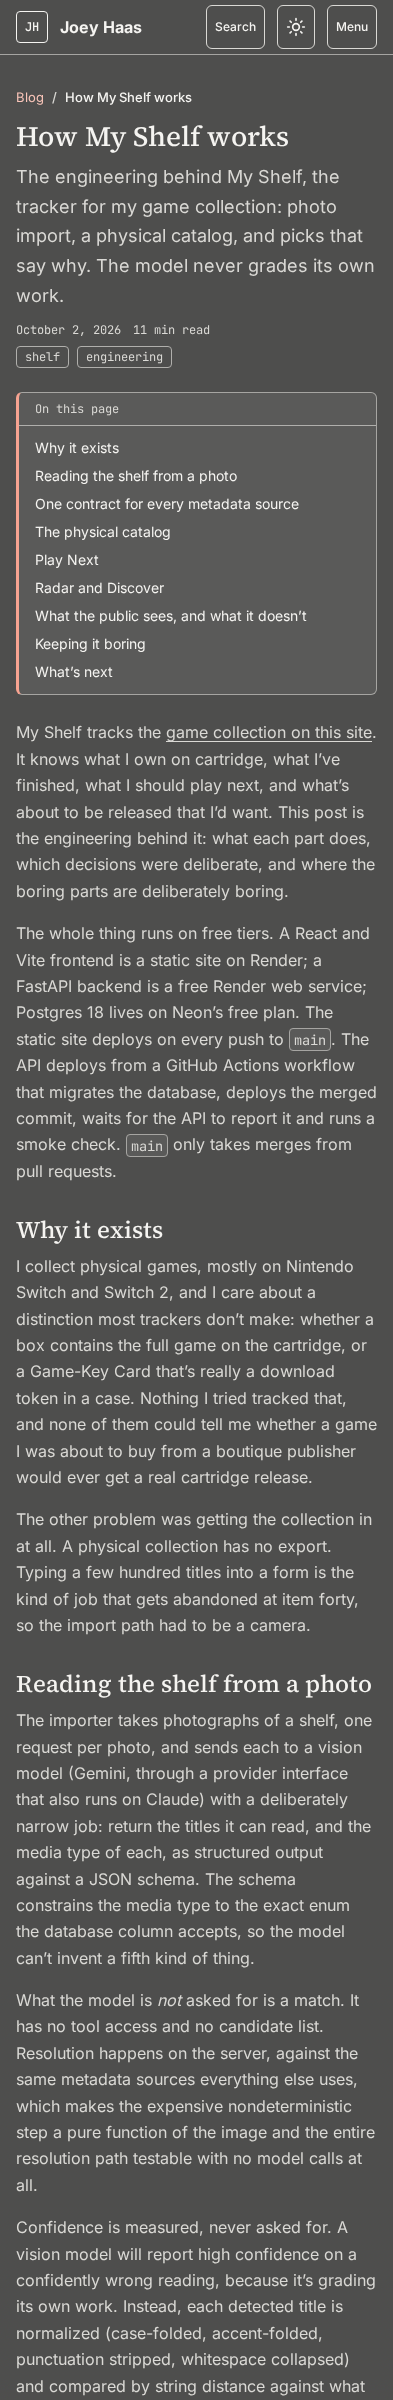 JH Joey Haas Search Menu
Blog / How My Shelf works
How My Shelf works
The engineering behind My Shelf, the
tracker for my game collection: photo
import, a physical catalog, and picks that
say why. The model never grades its own
work.
October 2, 2026 11 min read
shelf engineering
On this page
Why it exists
Reading the shelf from a photo
One contract for every metadata source
The physical catalog
Play Next
Radar and Discover
What the public sees, and what it doesn’t
Keeping it boring
What’s next
My Shelf tracks the game collection on this site.
It knows what I own on cartridge, what I’ve
finished, what I should play next, and what’s
about to be released that I’d want. This post is
the engineering behind it: what each part does,
which decisions were deliberate, and where the
boring parts are deliberately boring.
The whole thing runs on free tiers. A React and
Vite frontend is a static site on Render; a
FastAPI backend is a free Render web service;
Postgres 18 lives on Neon’s free plan. The
static site deploys on every push to main. The
API deploys from a GitHub Actions workflow
that migrates the database, deploys the merged
commit, waits for the API to report it and runs a
smoke check. main only takes merges from
pull requests.
Why it exists
I collect physical games, mostly on Nintendo
Switch and Switch 2, and I care about a
distinction most trackers don’t make: whether a
box contains the full game on the cartridge, or
a Game-Key Card that’s really a download
token in a case. Nothing I tried tracked that,
and none of them could tell me whether a game
I was about to buy from a boutique publisher
would ever get a real cartridge release.
The other problem was getting the collection in
at all. A physical collection has no export.
Typing a few hundred titles into a form is the
kind of job that gets abandoned at item forty,
so the import path had to be a camera.
Reading the shelf from a photo
The importer takes photographs of a shelf, one
request per photo, and sends each to a vision
model (Gemini, through a provider interface
that also runs on Claude) with a deliberately
narrow job: return the titles it can read, and the
media type of each, as structured output
against a JSON schema. The schema
constrains the media type to the exact enum
the database column accepts, so the model
can’t invent a fifth kind of thing.
What the model is not asked for is a match. It
has no tool access and no candidate list.
Resolution happens on the server, against the
same metadata sources everything else uses,
which makes the expensive nondeterministic
step a pure function of the image and the entire
resolution path testable with no model calls at
all.
Confidence is measured, never asked for. A
vision model will report high confidence on a
confidently wrong reading, because it’s grading
its own work. Instead, each detected title is
normalized (case-folded, accent-folded,
punctuation stripped, whitespace collapsed)
and compared by string distance against what